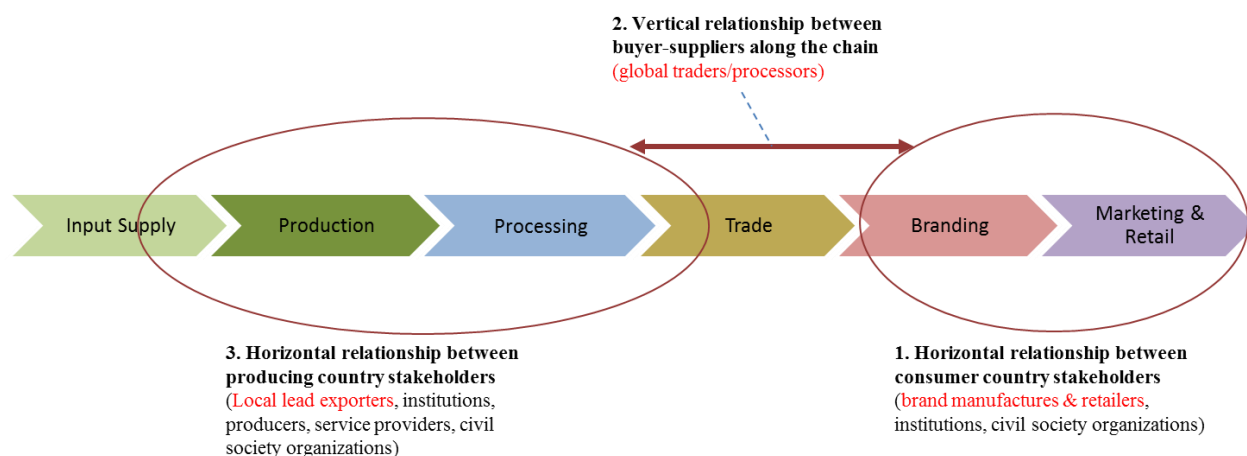 2. Vertical relationship between
buyer-suppliers along the chain
(global traders/processors)
Input Supply
Production
Processing
Trade
Branding
Marketing &
Retail
3. Horizontal relationship between
producing country stakeholders
(Local lead exporters, institutions,
producers, service providers, civil
society organizations)
1. Horizontal relationship between
consumer country stakeholders
(brand manufactures & retailers,
institutions, civil society organizations)